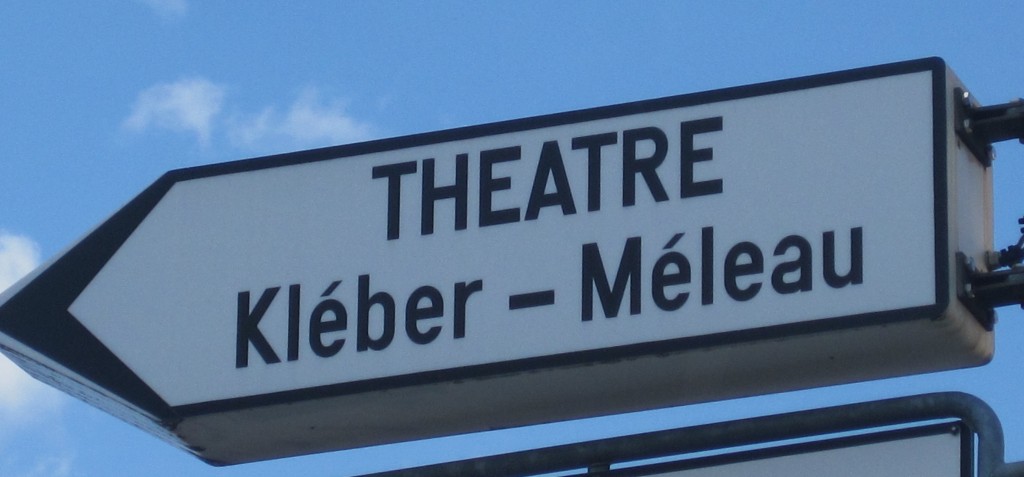 THEATRE
Kléber – Méleau